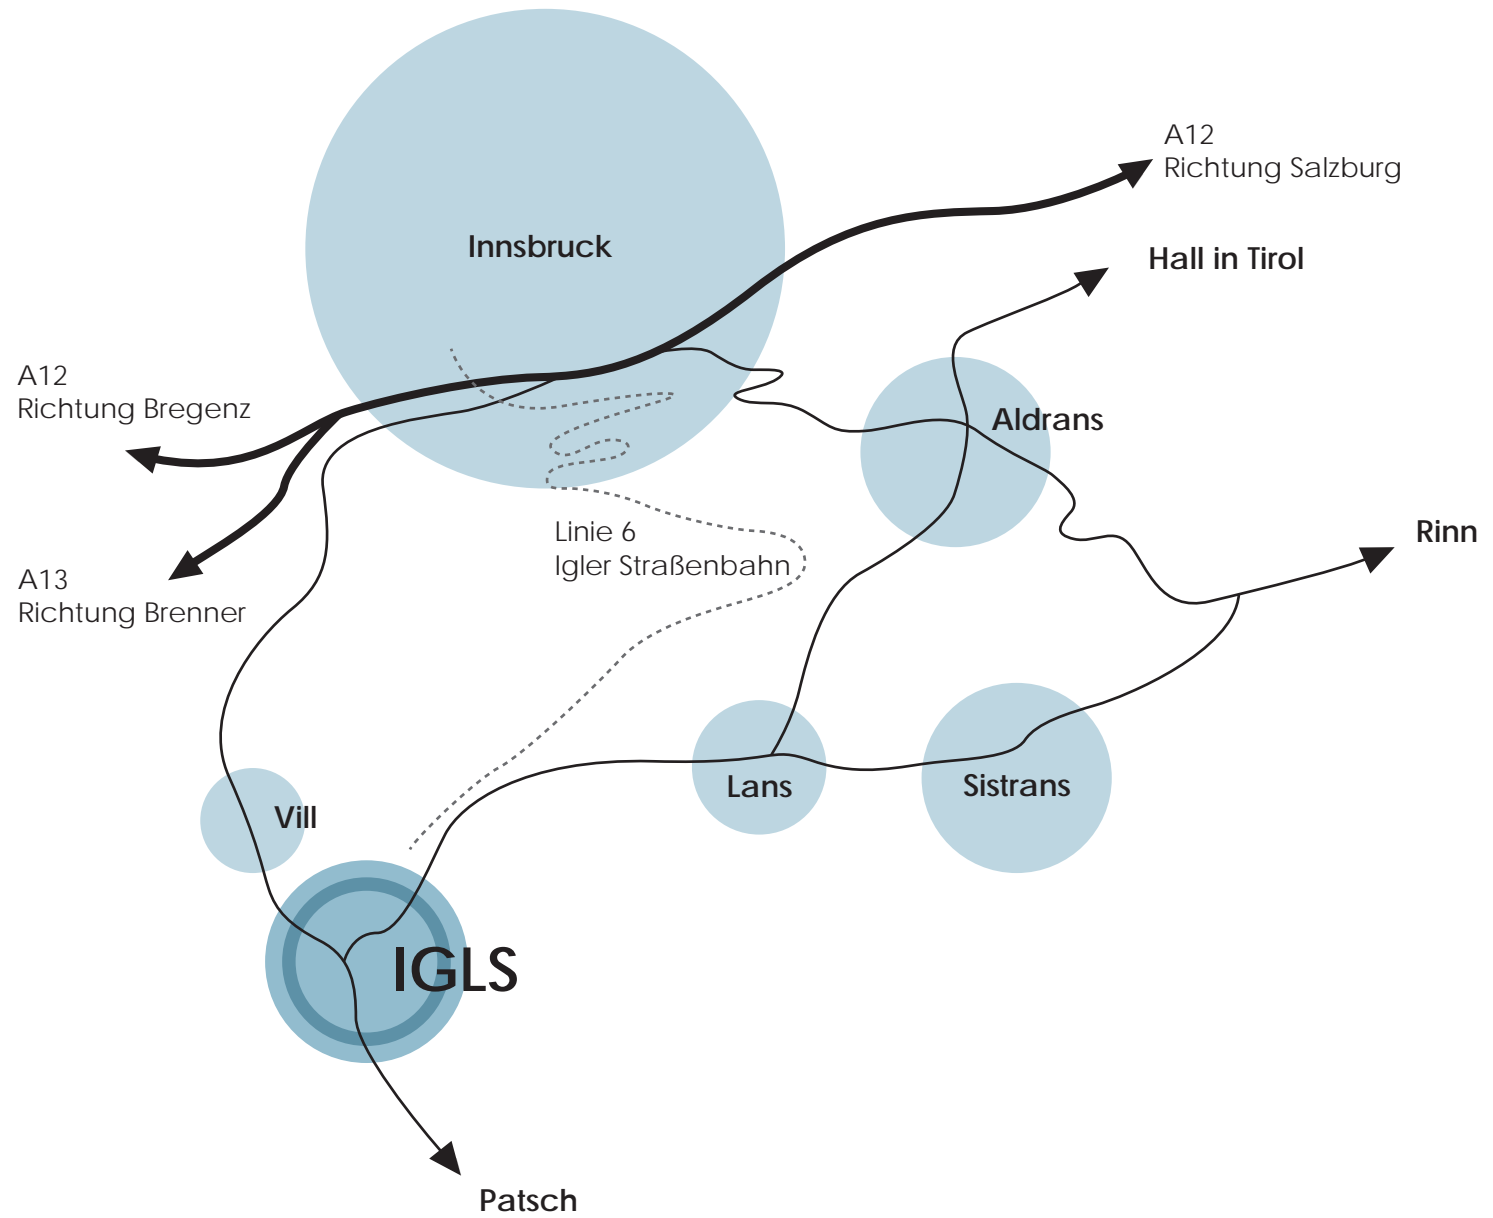 A12
Richtung Salzburg
Innsbruck
Hall in Tirol
A12
Richtung Bregenz
Aldrans
Linie 6
Igler Straßenbahn
Rinn
A13
Richtung Brenner
Lans
Sistrans
Vill
IGLS
Patsch